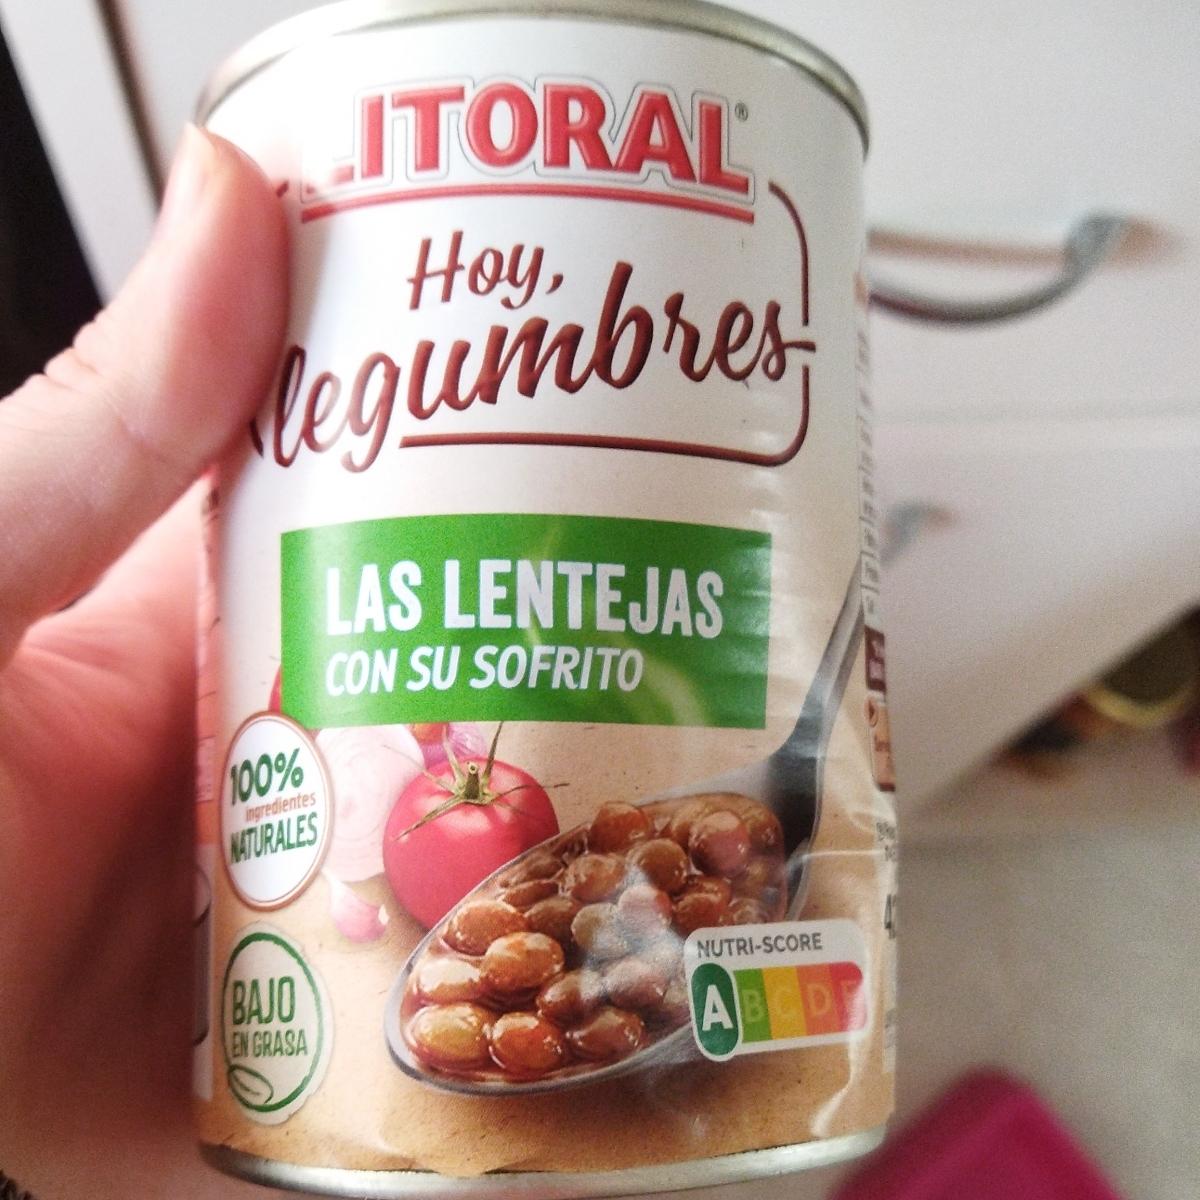 LITORAL®
Hoy,
legumbres
LAS LENTEJAS
CON SU SOFRITO
100%
ingredientes
NATURALES
BAJO
EN GRASA
NUTRI-SCORE
A B C D E